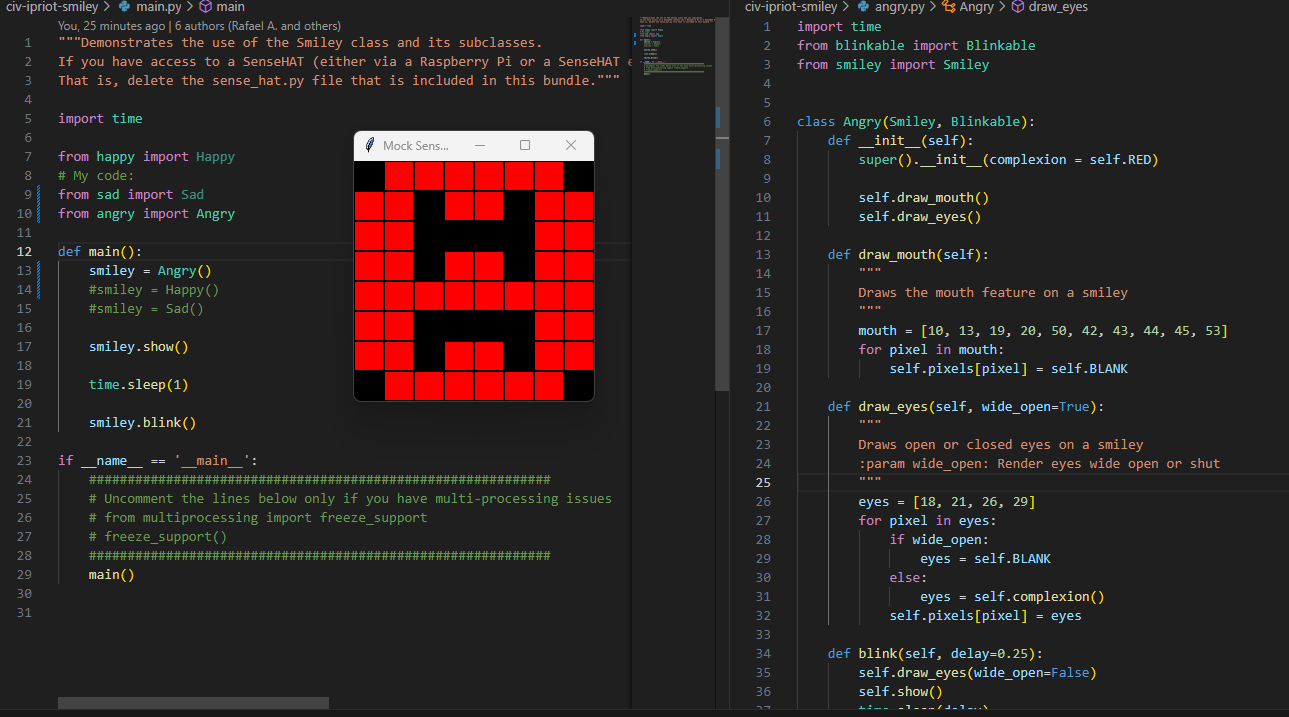 civ-ipriot-smiley > main.py > main
You, 25 minutes ago | 6 authors (Rafael A. and others)
1 """Demonstrates the use of the Smiley class and its subclasses.
2 If you have access to a SenseHAT (either via a Raspberry Pi or a SenseHAT e
3 That is, delete the sense_hat.py file that is included in this bundle."""
4
5 import time
6
7 from happy import Happy
8 # My code:
9 from sad import Sad
10 from angry import Angry
11
12 def main():
13 smiley = Angry()
14 #smiley = Happy()
15 #smiley = Sad()
16
17 smiley.show()
18
19 time.sleep(1)
20
21 smiley.blink()
22
23 if __name__ == '__main__':
24 ############################################################
25 # Uncomment the lines below only if you have multi-processing issues
26 # from multiprocessing import freeze_support
27 # freeze_support()
28 ############################################################
29 main()
30
31
Mock Sens...
civ-ipriot-smiley > angry.py > Angry > draw_eyes
1 import time
2 from blinkable import Blinkable
3 from smiley import Smiley
4
5
6 class Angry(Smiley, Blinkable):
7 def __init__(self):
8 super().__init__(complexion = self.RED)
9
10 self.draw_mouth()
11 self.draw_eyes()
12
13 def draw_mouth(self):
14 """
15 Draws the mouth feature on a smiley
16 """
17 mouth = [10, 13, 19, 20, 50, 42, 43, 44, 45, 53]
18 for pixel in mouth:
19 self.pixels[pixel] = self.BLANK
20
21 def draw_eyes(self, wide_open=True):
22 """
23 Draws open or closed eyes on a smiley
24 :param wide_open: Render eyes wide open or shut
25 """
26 eyes = [18, 21, 26, 29]
27 for pixel in eyes:
28 if wide_open:
29 eyes = self.BLANK
30 else:
31 eyes = self.complexion()
32 self.pixels[pixel] = eyes
33
34 def blink(self, delay=0.25):
35 self.draw_eyes(wide_open=False)
36 self.show()
37 time.sleep(delay)